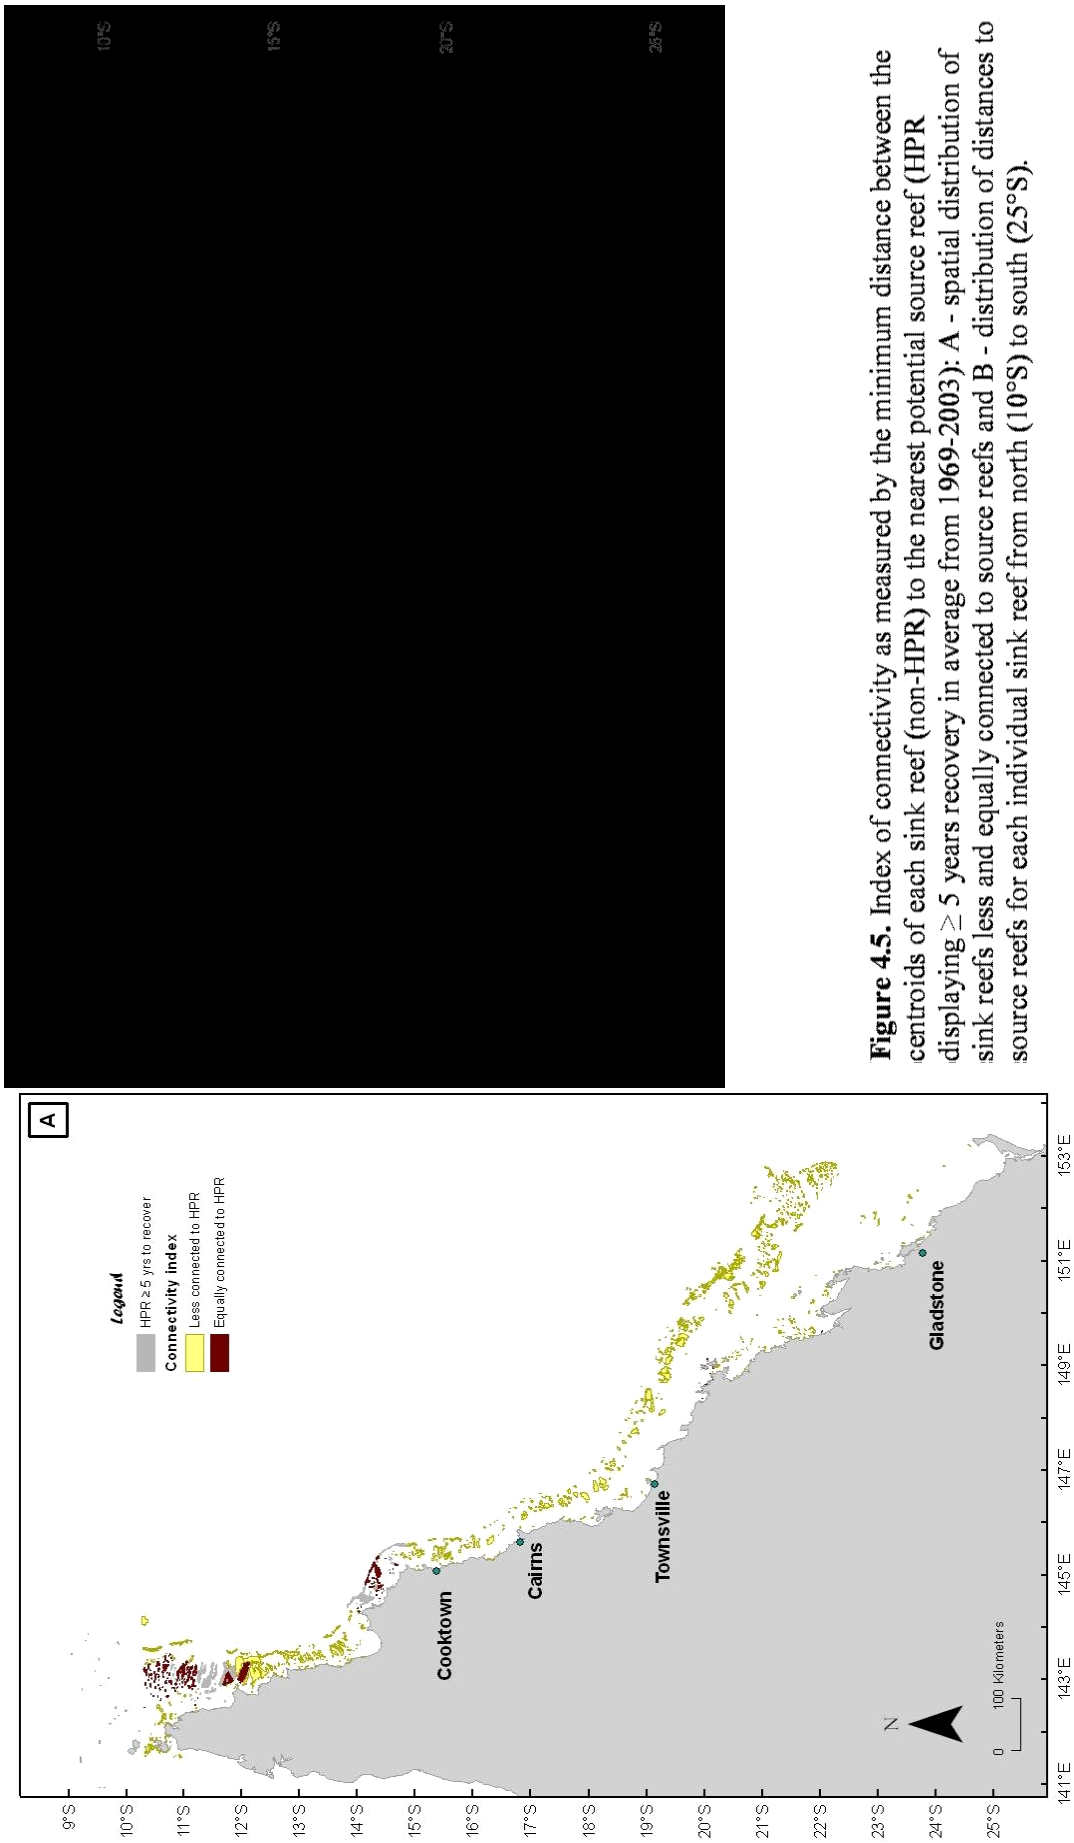 A
Legend
HPR ≥ 5 yrs to recover
Connectivity index
Less connected to HPR
Equally connected to HPR
Cooktown
Cairns
Townsville
Gladstone
N
0 100 Kilometers
9°S
10°S
11°S
12°S
13°S
14°S
15°S
16°S
17°S
18°S
19°S
20°S
21°S
22°S
23°S
24°S
25°S
141°E
143°E
145°E
147°E
149°E
151°E
153°E
10°S
15°S
20°S
25°S
Figure 4.5. Index of connectivity as measured by the minimum distance between the
centroids of each sink reef (non-HPR) to the nearest potential source reef (HPR
displaying ≥ 5 years recovery in average from 1969-2003): A - spatial distribution of
sink reefs less and equally connected to source reefs and B - distribution of distances to
source reefs for each individual sink reef from north (10°S) to south (25°S).